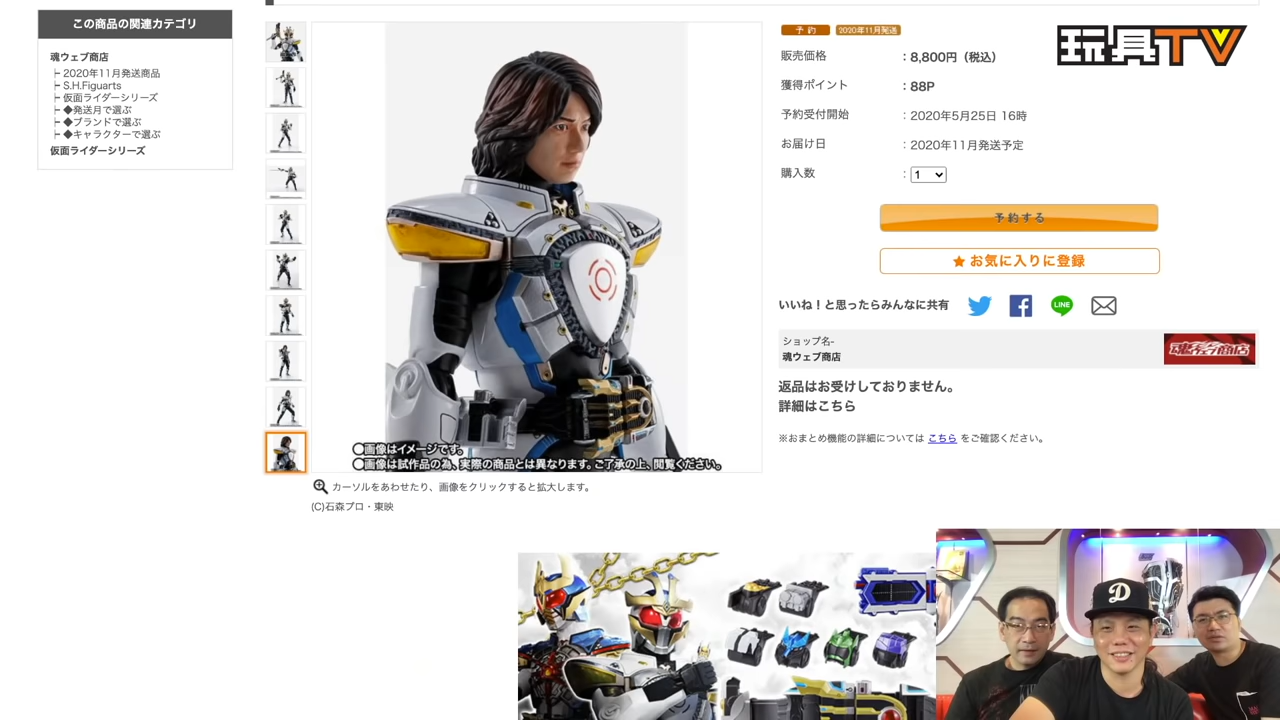 この商品の関連カテゴリ
魂ウェブ商店
├ 2020年11月発送商品
├ S.H.Figuarts
├ 仮面ライダーシリーズ
├ ◆発送月で選ぶ
├ ◆ブランドで選ぶ
├ ◆キャラクターで選ぶ
仮面ライダーシリーズ
●画像はイメージです。
●画像は試作品の為、実際の商品とは異なります。ご了承の上、閲覧ください。
カーソルをあわせたり、画像をクリックすると拡大します。
(C)石森プロ・東映
予約 2020年11月発送
玩具TV
販売価格 : 8,800円（税込）
獲得ポイント : 88P
予約受付開始 : 2020年5月25日 16時
お届け日 : 2020年11月発送予定
購入数 : 1
予約する
★ お気に入りに登録
いいね！と思ったらみんなに共有
LINE
ショップ名-
魂ウェブ商店
魂ウェブ商店
返品はお受けしておりません。
詳細はこちら
※おまとめ機能の詳細については こちら をご確認ください。
D